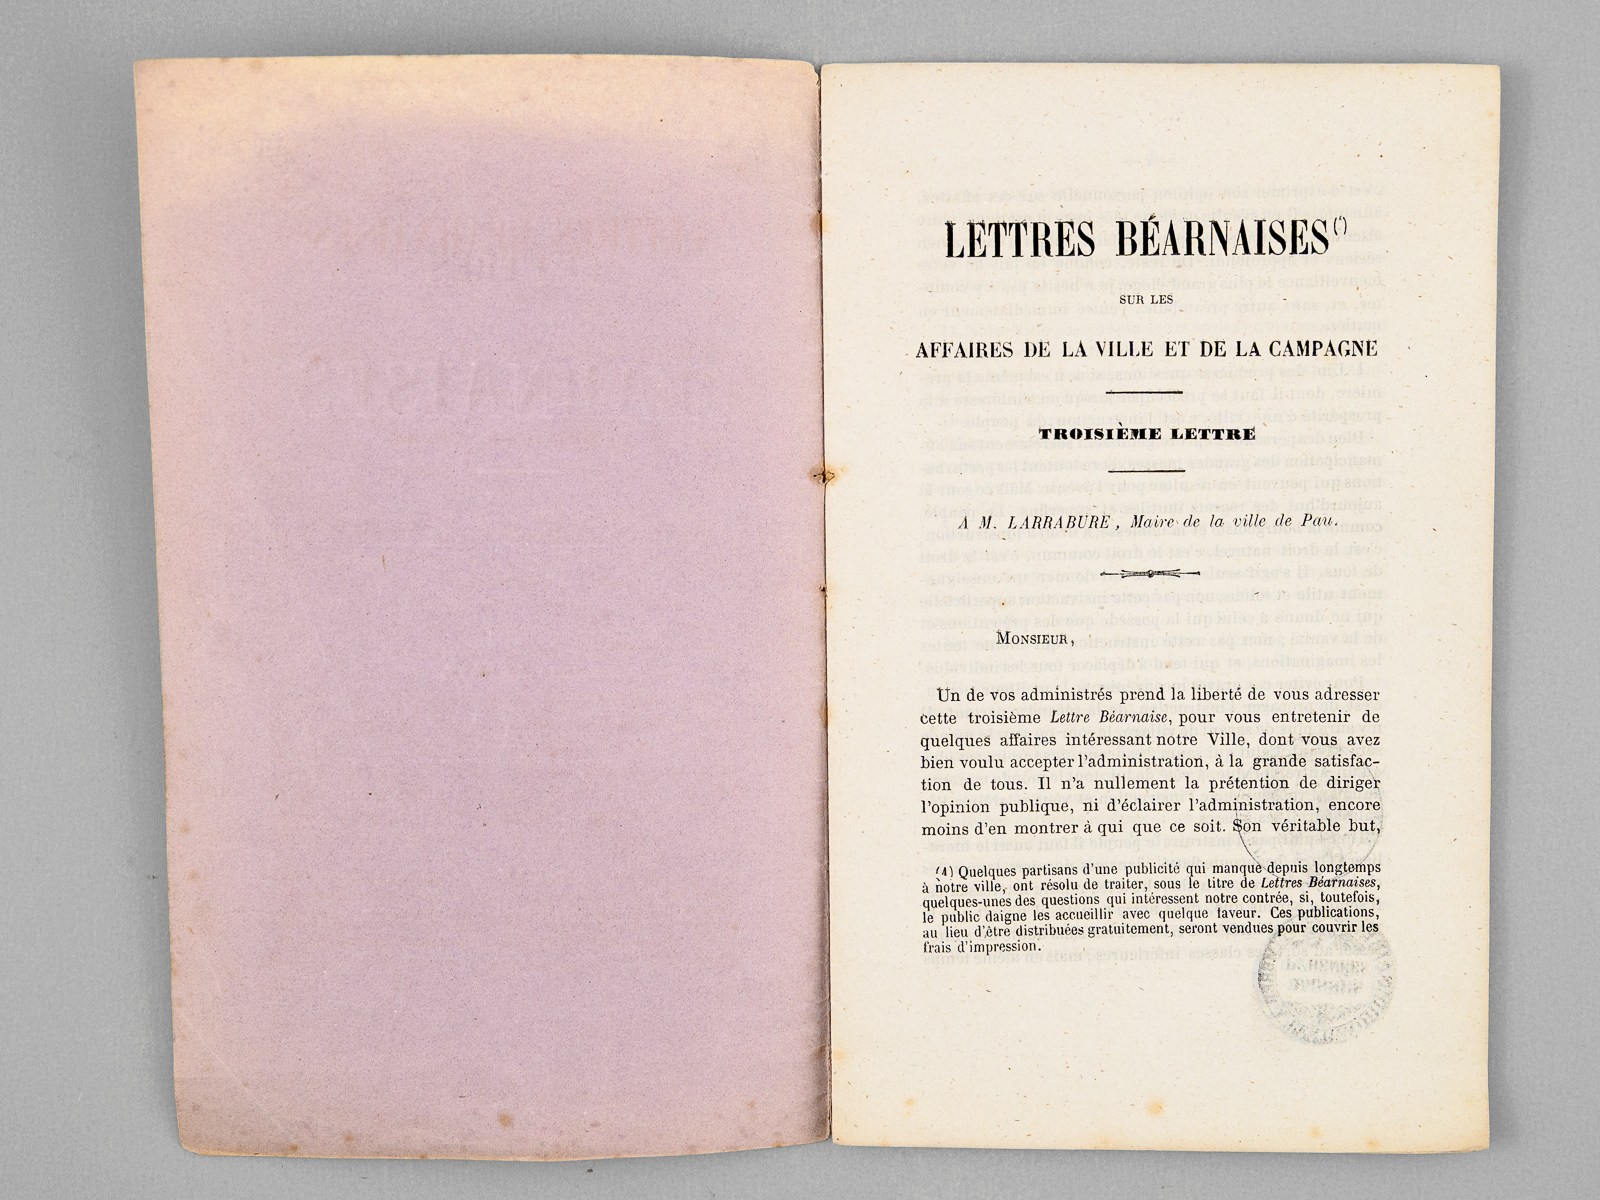 LETTRES BÉARNAISES(1)
SUR LES
AFFAIRES DE LA VILLE ET DE LA CAMPAGNE
TROISIÈME LETTRE
A M. LARRABURE, Maire de la ville de Pau.
MONSIEUR,
Un de vos administrés prend la liberté de vous adresser
cette troisième Lettre Béarnaise, pour vous entretenir de
quelques affaires intéressant notre Ville, dont vous avez
bien voulu accepter l'administration, à la grande satisfac-
tion de tous. Il n'a nullement la prétention de diriger
l'opinion publique, ni d'éclairer l'administration, encore
moins d'en montrer à qui que ce soit. Son véritable but,
(1) Quelques partisans d'une publicité qui manque depuis longtemps
à notre ville, ont résolu de traiter, sous le titre de Lettres Béarnaises,
quelques-unes des questions qui intéressent notre contrée, si, toutefois,
le public daigne les accueillir avec quelque faveur. Ces publications,
au lieu d'être distribuées gratuitement, seront vendues pour couvrir les
frais d'impression.